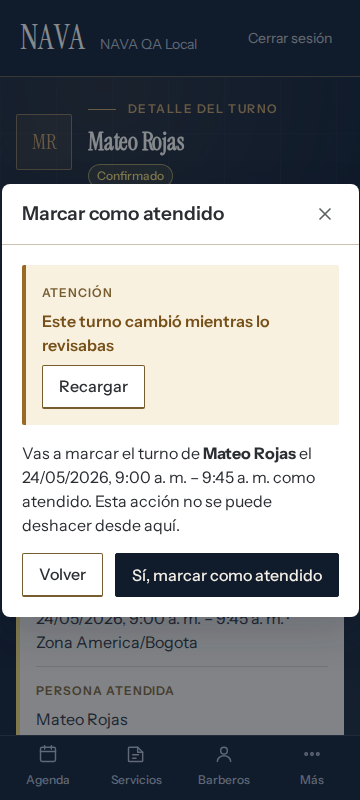 NAVA NAVA QA Local Cerrar sesión
DETALLE DEL TURNO
MR
Mateo Rojas
Confirmado
Marcar como atendido
ATENCIÓN
Este turno cambió mientras lo
revisabas
Recargar
Vas a marcar el turno de Mateo Rojas el
24/05/2026, 9:00 a. m. – 9:45 a. m. como
atendido. Esta acción no se puede
deshacer desde aquí.
Volver Sí, marcar como atendido
24/05/2026, 9:00 a. m. – 9:45 a. m. ·
Zona America/Bogota
PERSONA ATENDIDA
Mateo Rojas
Agenda Servicios Barberos Más